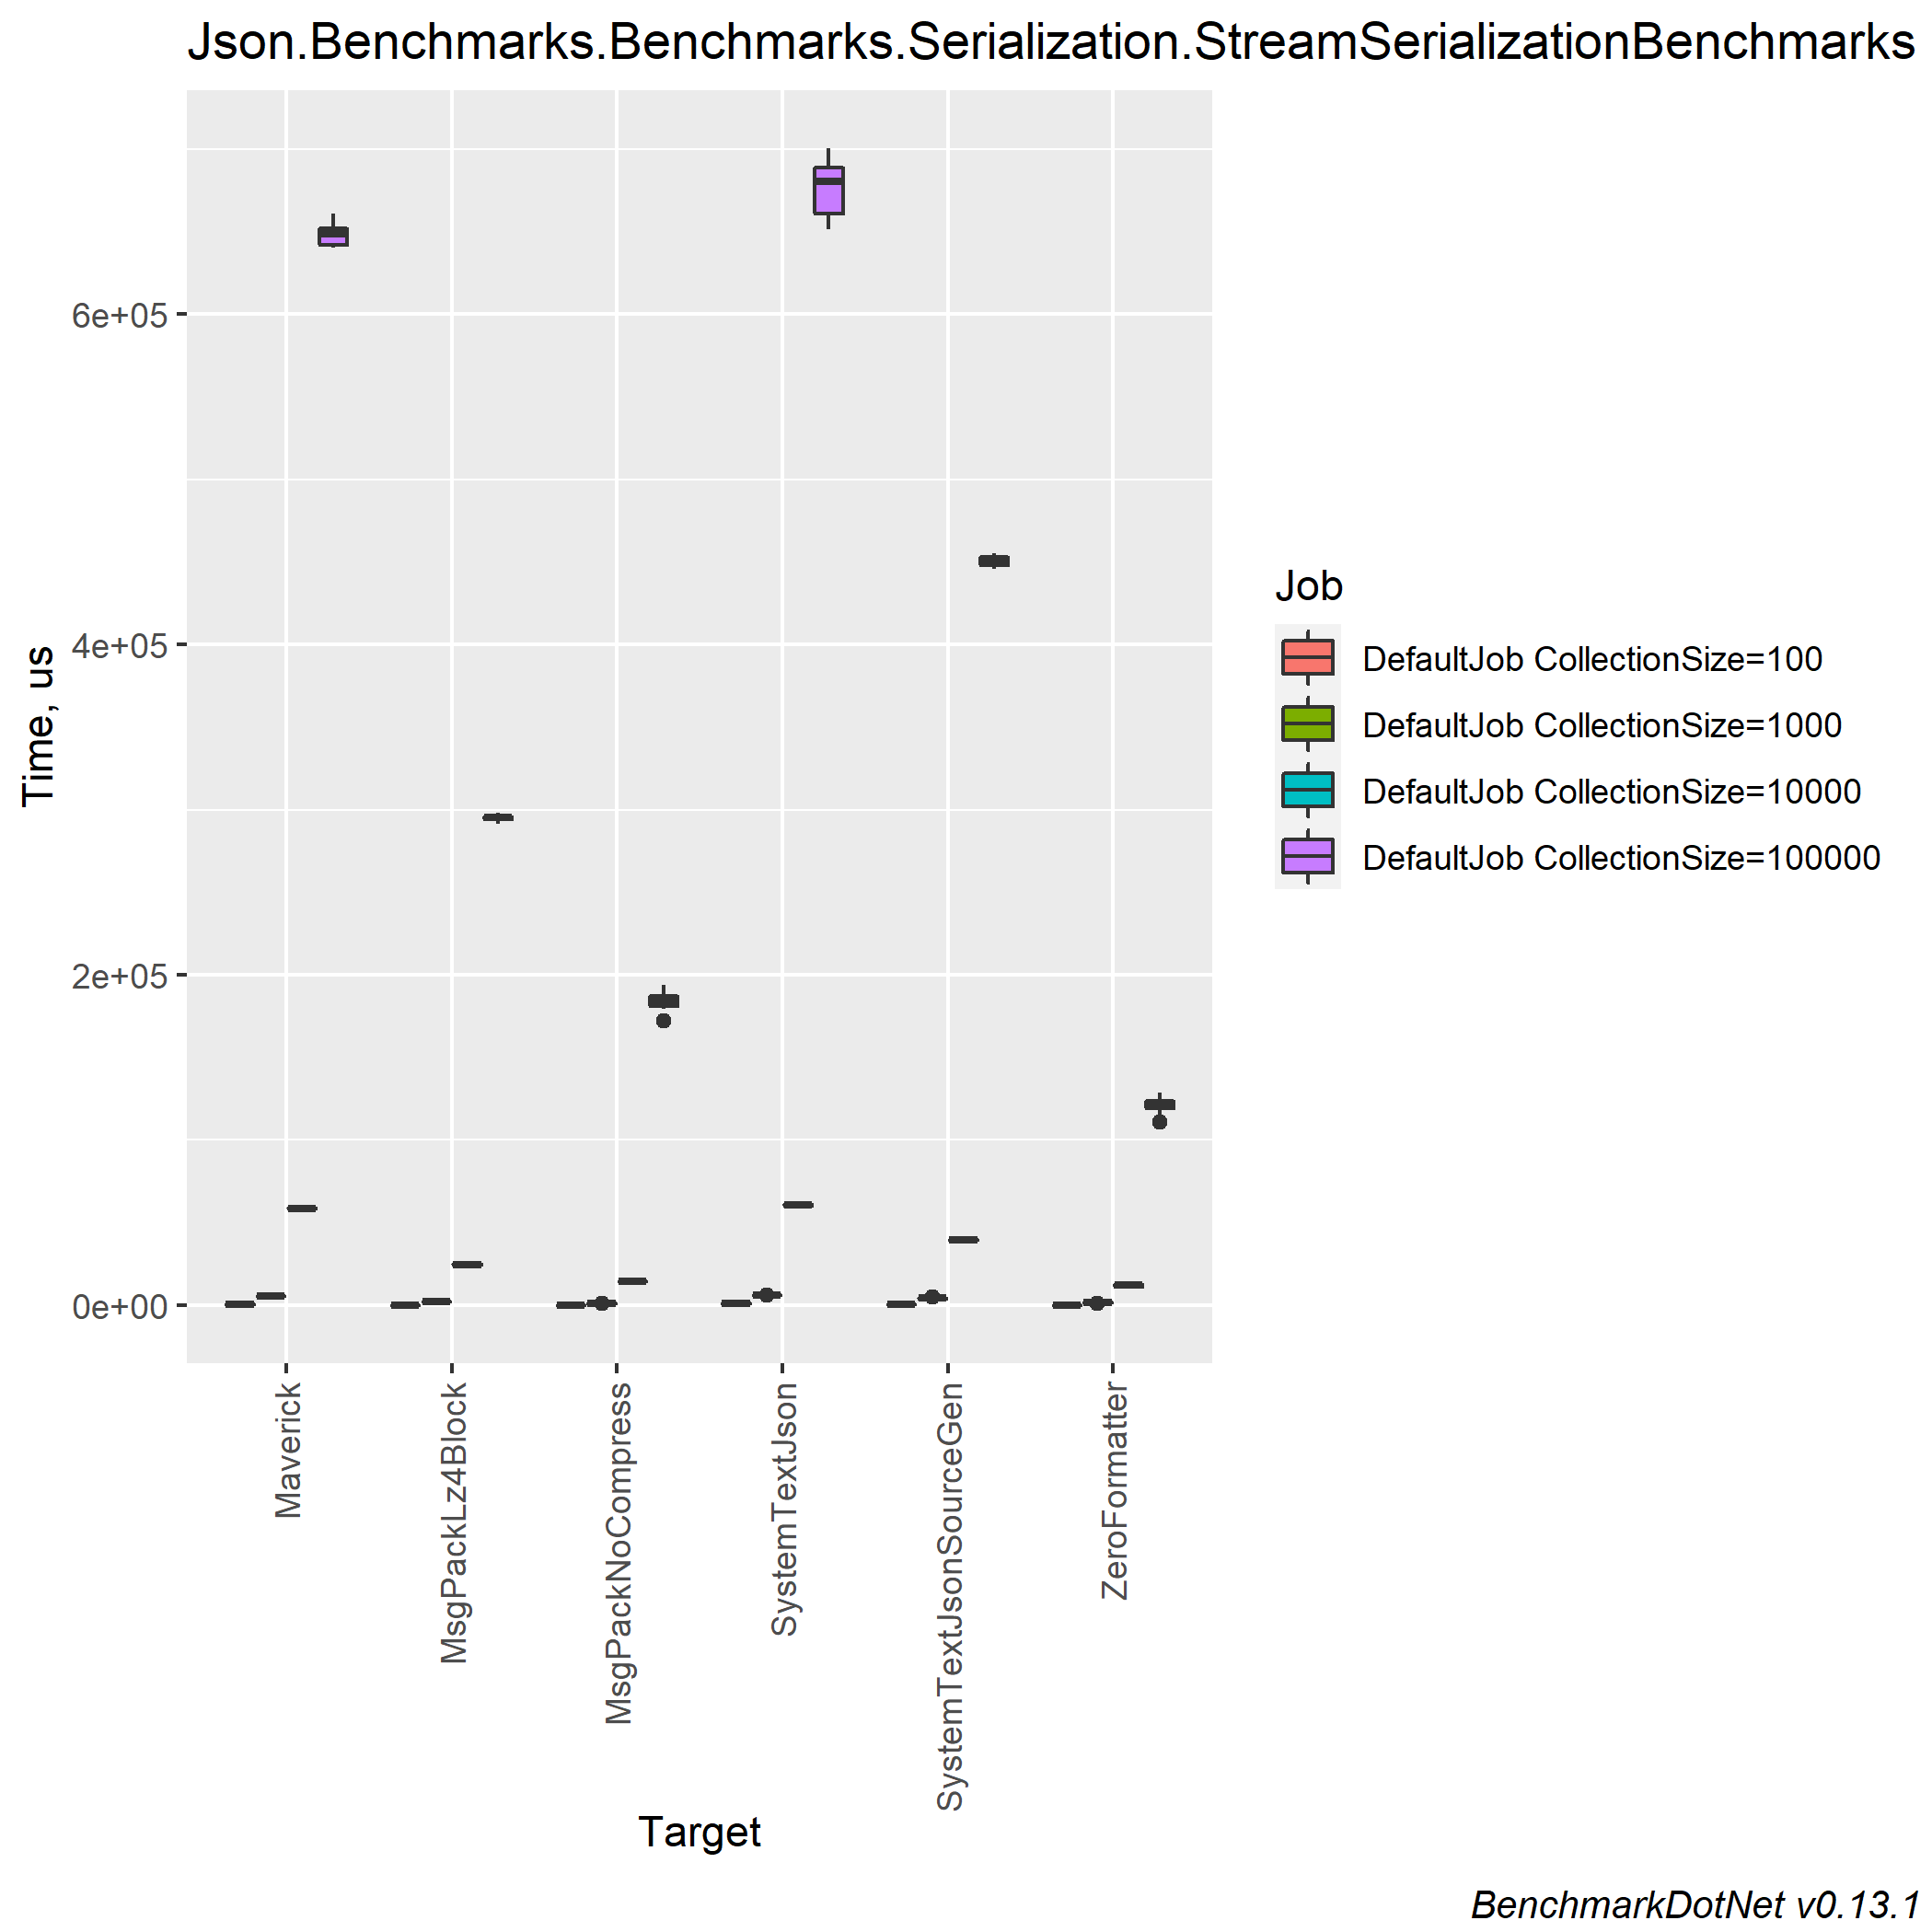 Json.Benchmarks.Benchmarks.Serialization.StreamSerializationBenchmarks
Time, us
6e+05
4e+05
2e+05
0e+00
Maverick
MsgPackLz4Block
MsgPackNoCompress
SystemTextJson
SystemTextJsonSourceGen
ZeroFormatter
Target
Job
DefaultJob CollectionSize=100
DefaultJob CollectionSize=1000
DefaultJob CollectionSize=10000
DefaultJob CollectionSize=100000
BenchmarkDotNet v0.13.1